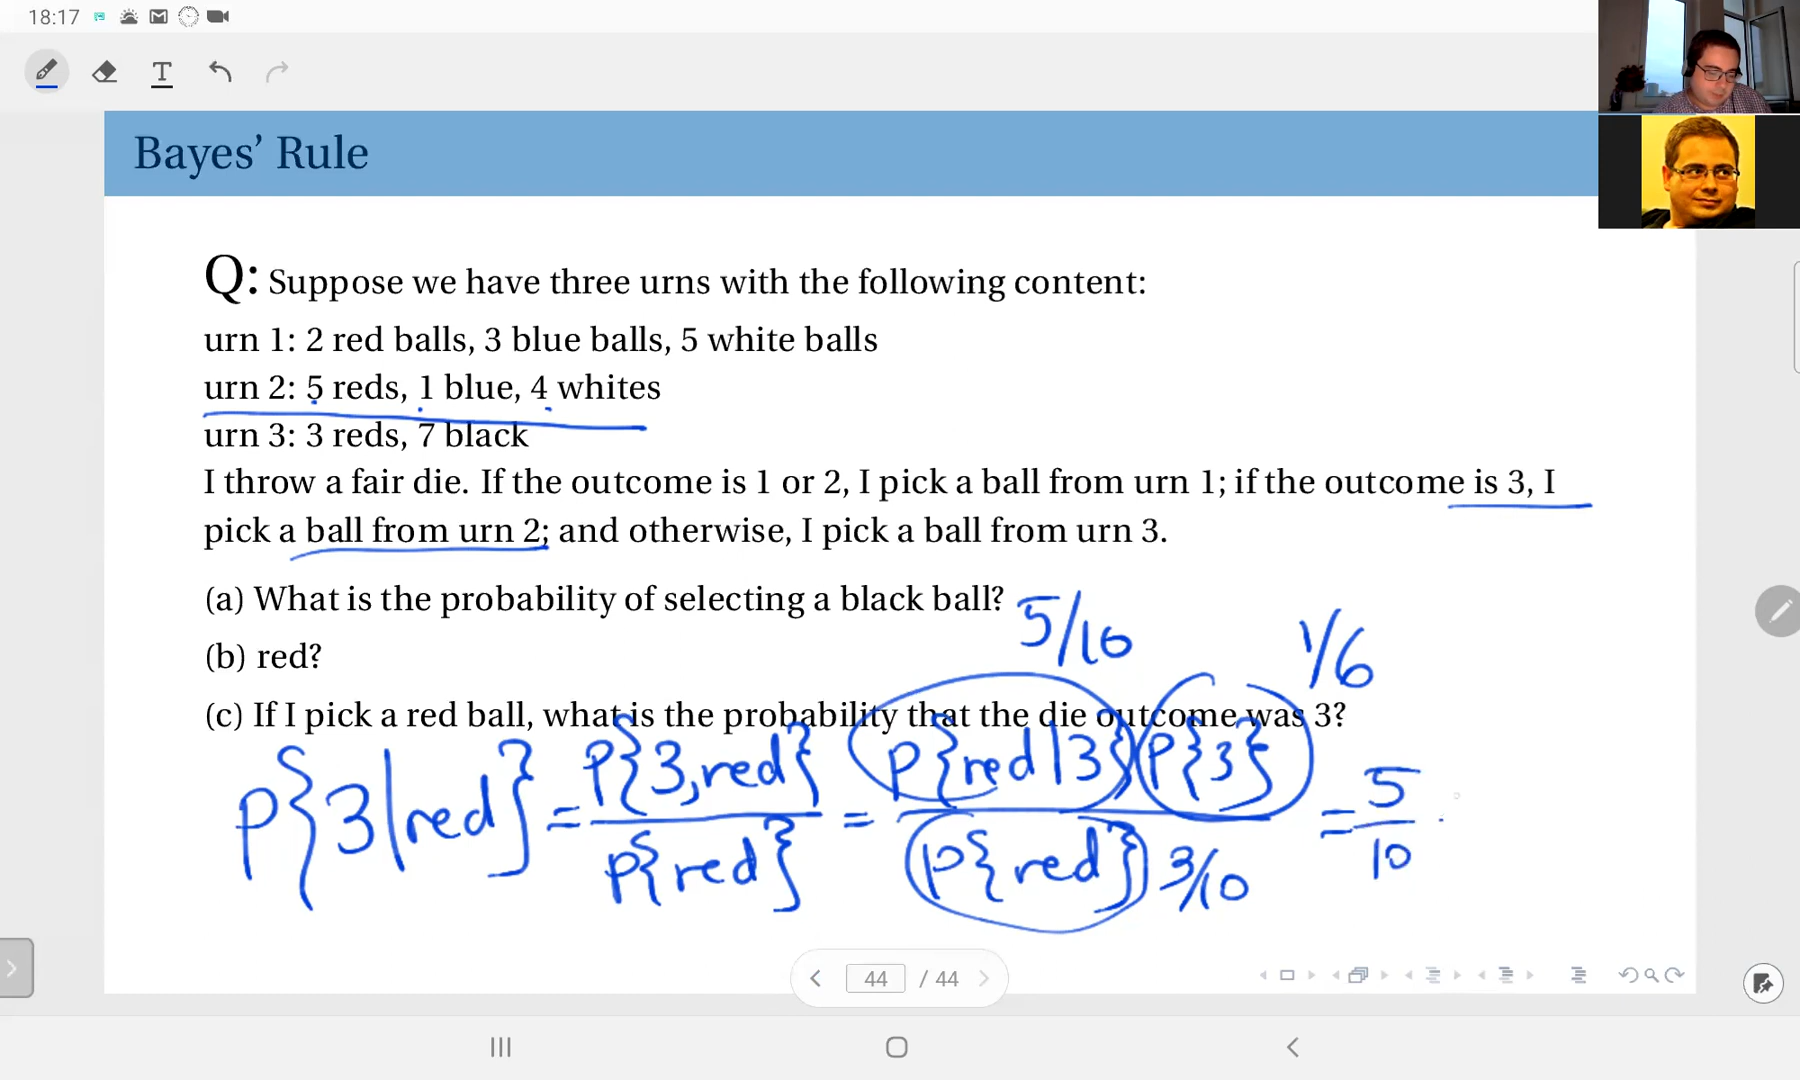 18:17
Bayes’ Rule
Q: Suppose we have three urns with the following content:
urn 1: 2 red balls, 3 blue balls, 5 white balls
urn 2: 5 reds, 1 blue, 4 whites
urn 3: 3 reds, 7 black
I throw a fair die. If the outcome is 1 or 2, I pick a ball from urn 1; if the outcome is 3, I
pick a ball from urn 2; and otherwise, I pick a ball from urn 3.
(a) What is the probability of selecting a black ball?
5/10
1/6
(b) red?
(c) If I pick a red ball, what is the probability that the die outcome was 3?
P{3|red} = P{3,red} / P{red} = P{red|3} P{3} / P{red} 3/10 = 5/10 ·
44 / 44